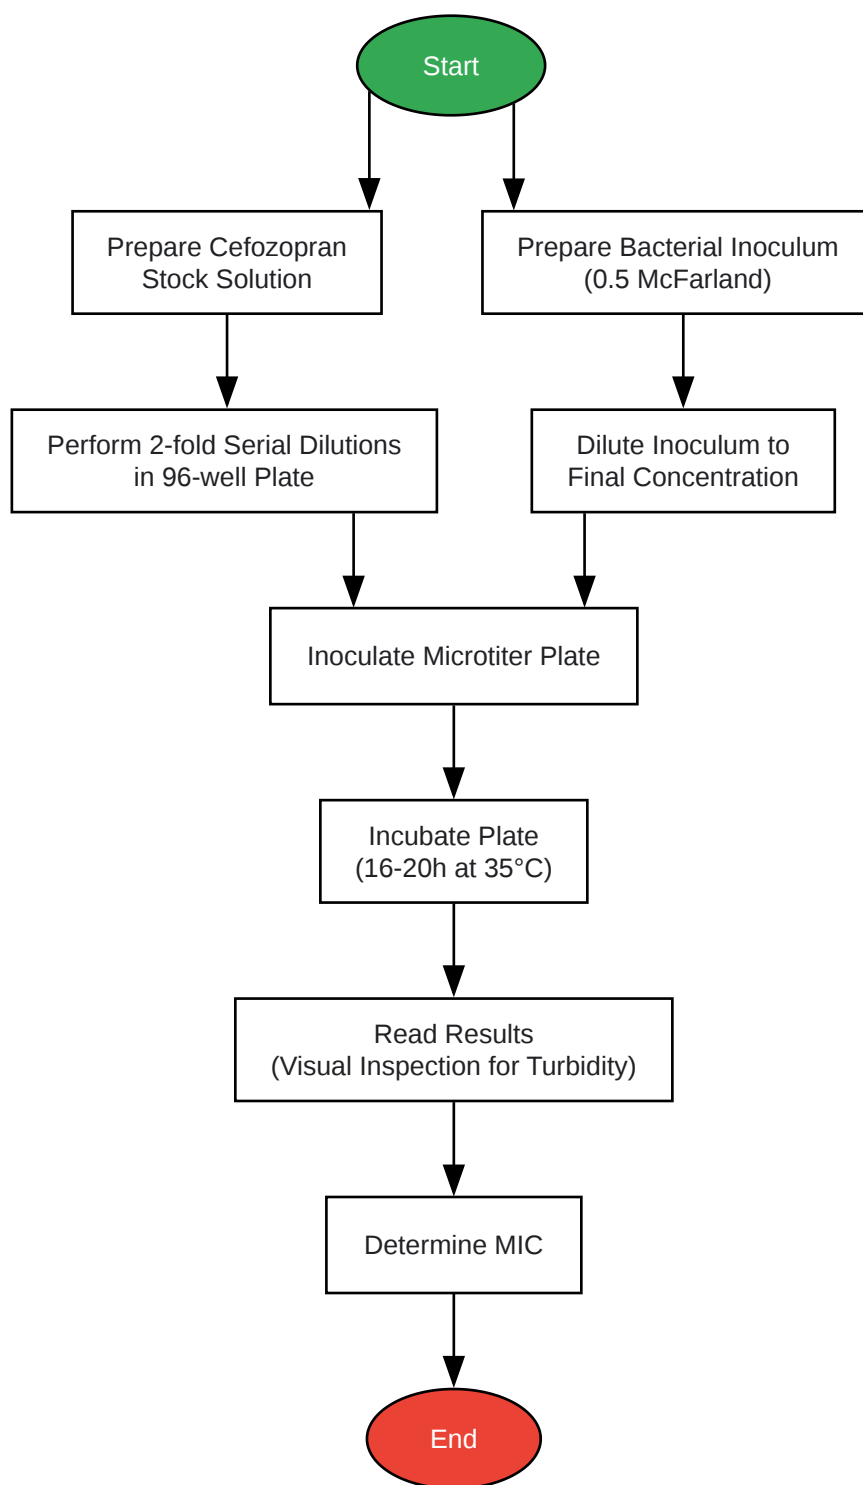 Start
Prepare Cefozopran
Stock Solution
Prepare Bacterial Inoculum
(0.5 McFarland)
Perform 2-fold Serial Dilutions
in 96-well Plate
Dilute Inoculum to
Final Concentration
Inoculate Microtiter Plate
Incubate Plate
(16-20h at 35°C)
Read Results
(Visual Inspection for Turbidity)
Determine MIC
End